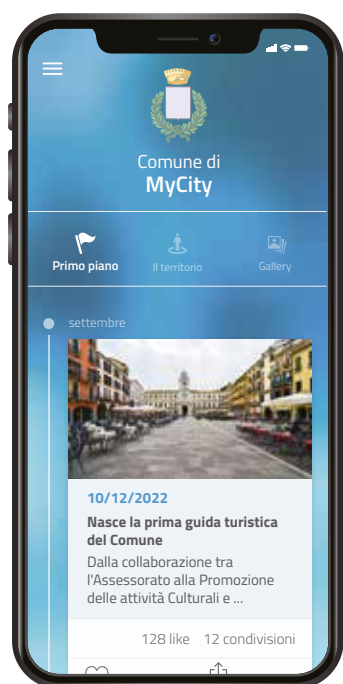 Comune di
MyCity
Primo piano
Il territorio
Gallery
settembre
10/12/2022
Nasce la prima guida turistica
del Comune
Dalla collaborazione tra
l'Assessorato alla Promozione
delle attività Culturali e ...
128 like 12 condivisioni